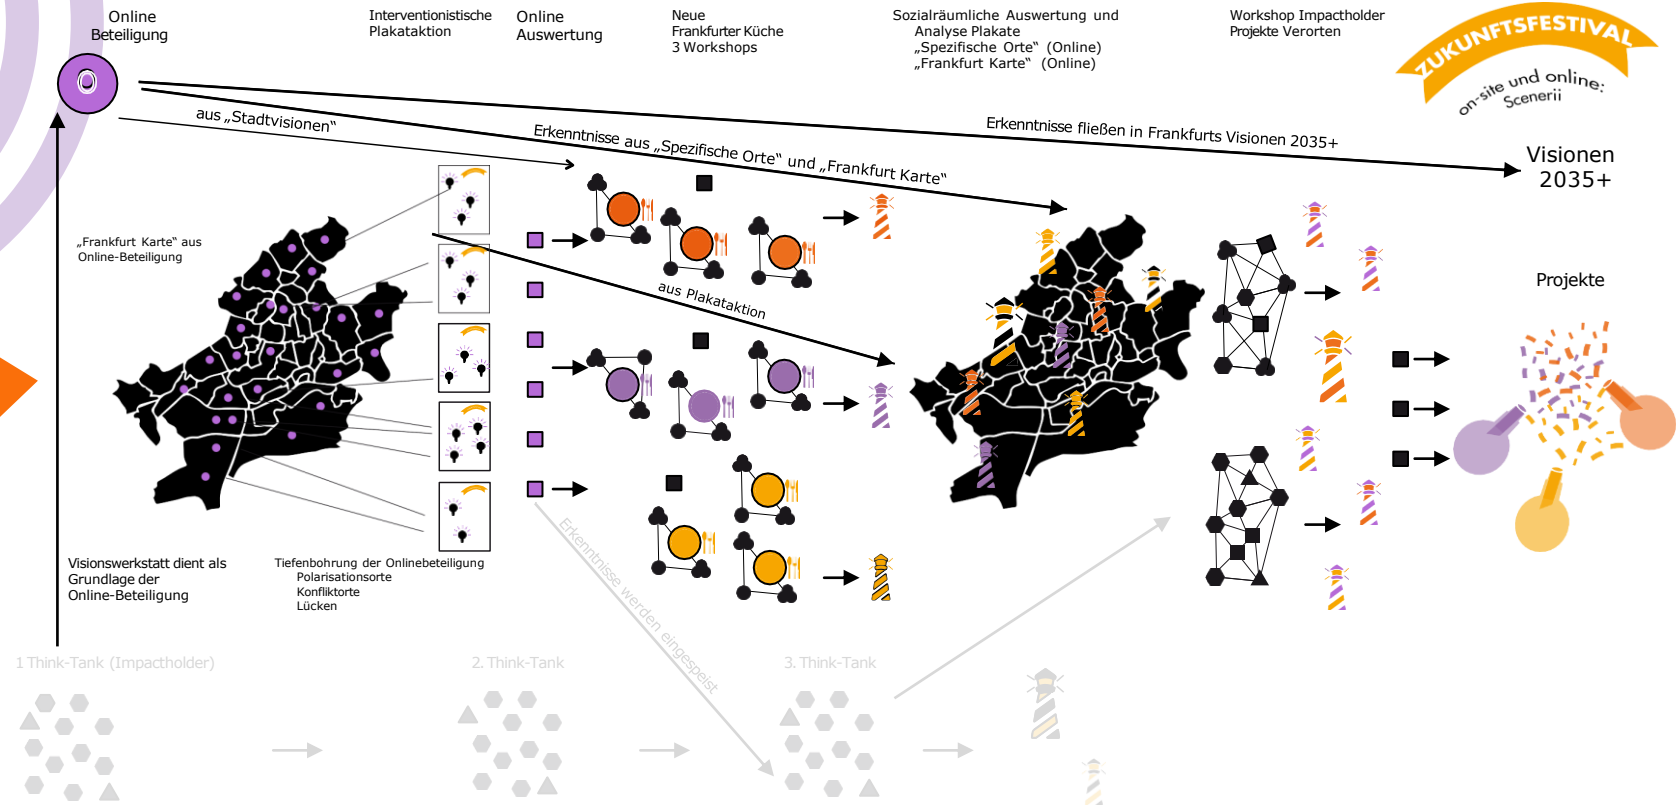 Online
Beteiligung
Interventionistische
Plakataktion
Online
Auswertung
Neue
Frankfurter Küche
3 Workshops
Sozialräumliche Auswertung und
Analyse Plakate
„Spezifische Orte“ (Online)
„Frankfurt Karte“ (Online)
Workshop Impactholder
Projekte Verorten
ZUKUNFTSFESTIVAL
on-site und online:
Scenerii
aus „Stadtvisionen“
Erkenntnisse aus „Spezifische Orte“ und „Frankfurt Karte“
Erkenntnisse fließen in Frankfurts Visionen 2035+
Visionen
2035+
„Frankfurt Karte“ aus
Online-Beteiligung
aus Plakataktion
Projekte
Visionswerkstatt dient als
Grundlage der
Online-Beteiligung
Tiefenbohrung der Onlinebeteiligung
Polarisationsorte
Konfliktorte
Lücken
Erkenntnisse werden eingespeist
1 Think-Tank (Impactholder)
2. Think-Tank
3. Think-Tank